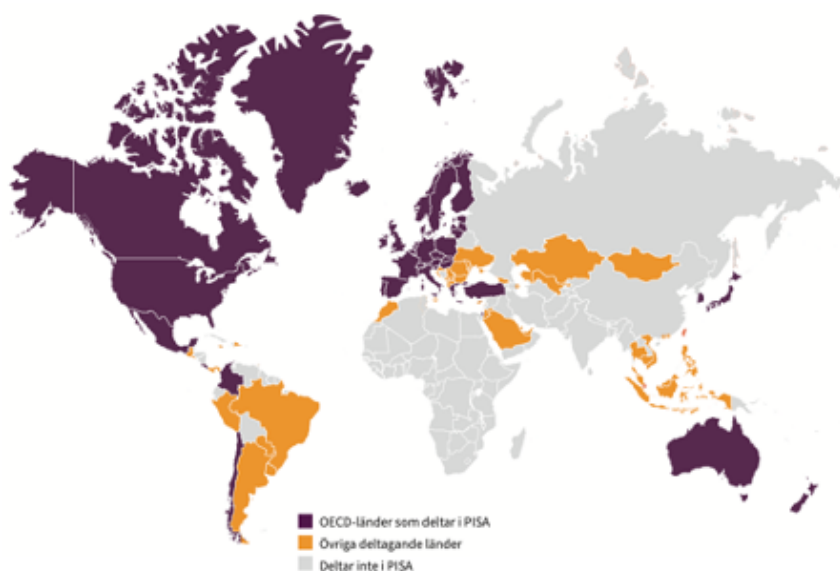 OECD-länder som deltar i PISA
Övriga deltagande länder
Deltar inte i PISA